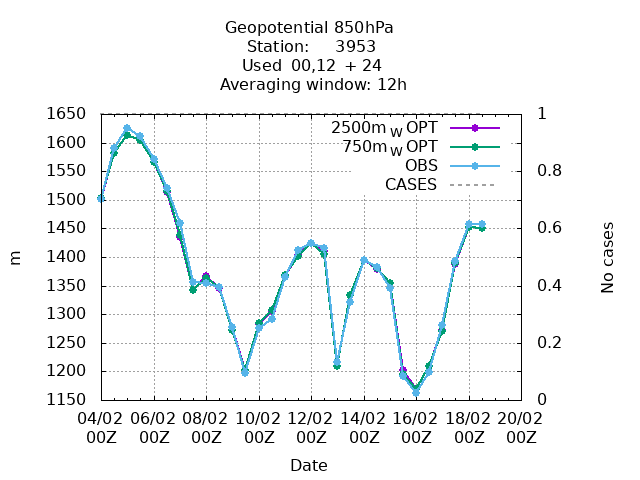 Geopotential 850hPa
Station: 3953
Used 00,12 + 24
Averaging window: 12h
1650 1
1600
1550 0.8
1500
1450 0.6
1400
1350 0.4
1300
1250 0.2
1200
1150 0
2500m_W OPT
750m_W OPT
OBS
CASES
m
No cases
04/02 06/02 08/02 10/02 12/02 14/02 16/02 18/02 20/02
00Z 00Z 00Z 00Z 00Z 00Z 00Z 00Z 00Z
Date